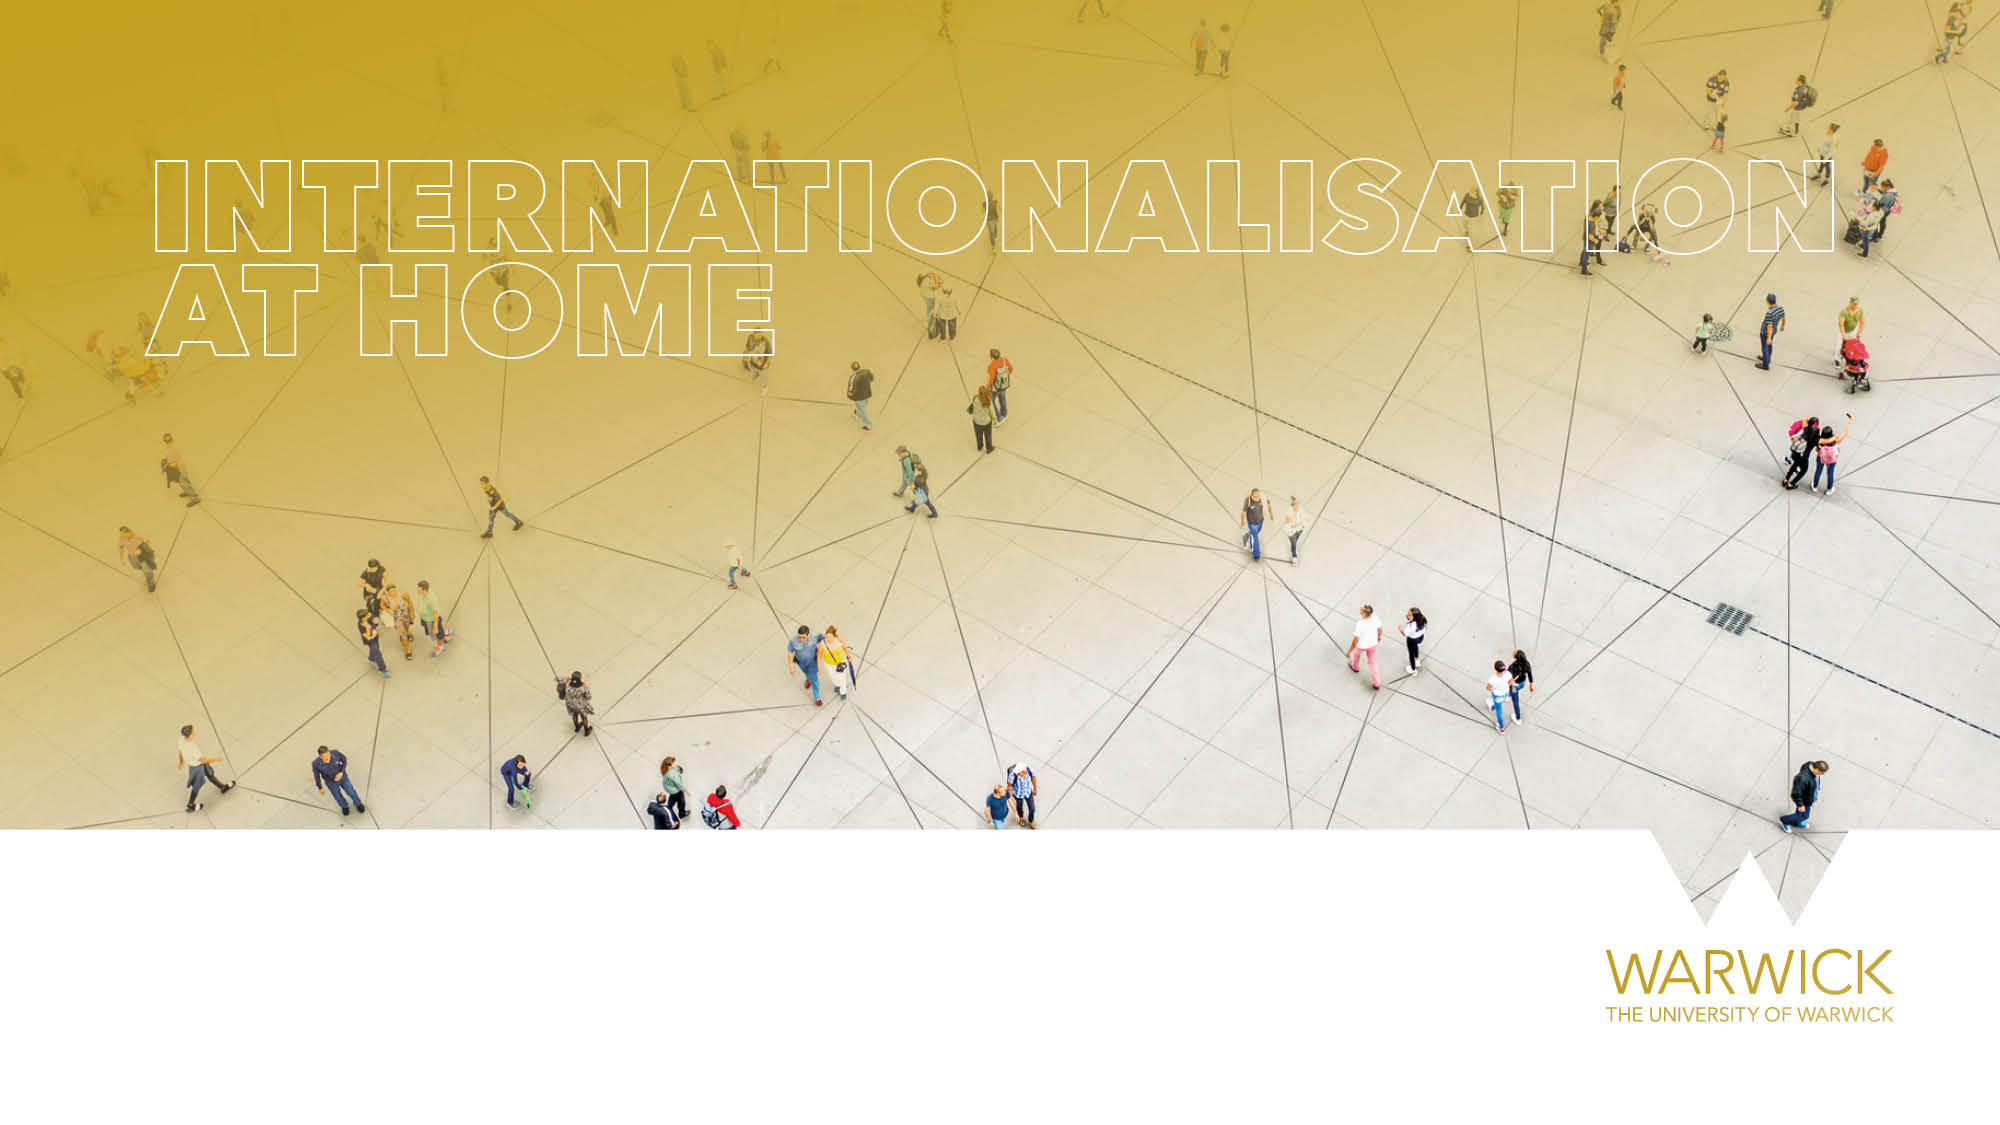 INTERNATIONALISATION
AT HOME
WARWICK
THE UNIVERSITY OF WARWICK